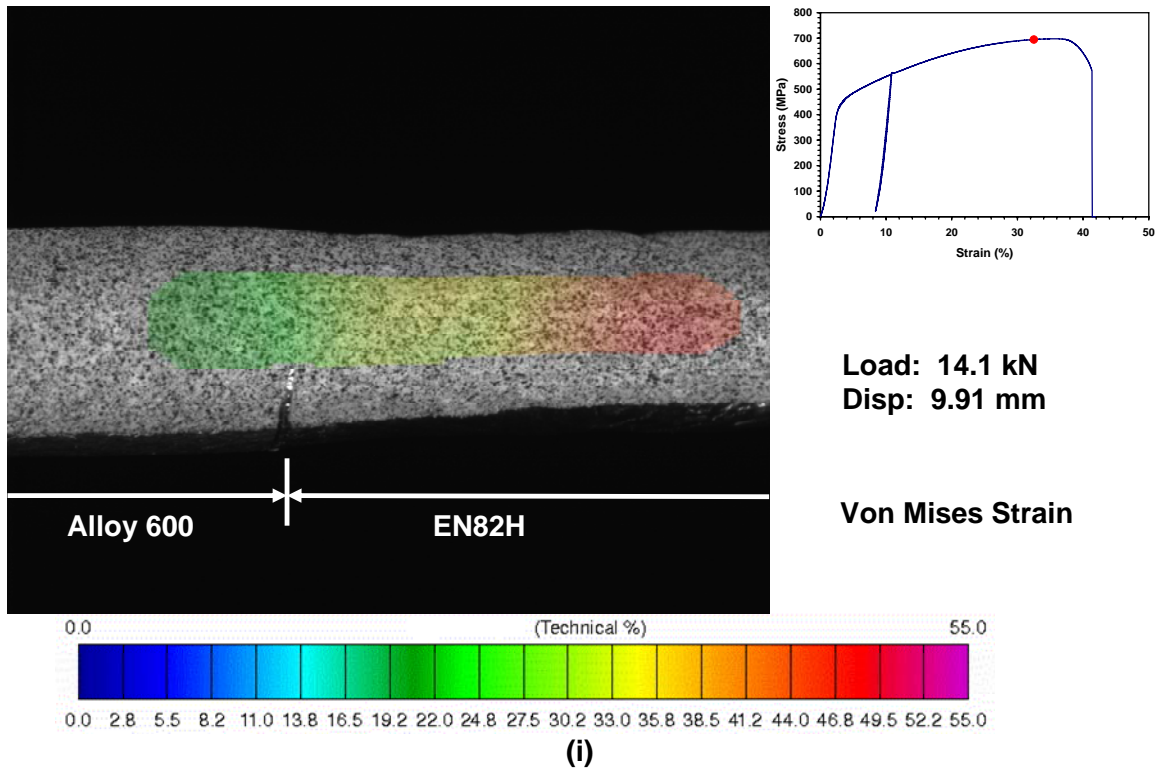 800
700
600
500
400
300
200
100
0
Stress (MPa)
0 10 20 30 40 50
Strain (%)
Load: 14.1 kN
Disp: 9.91 mm
Von Mises Strain
Alloy 600 EN82H
0.0 (Technical %) 55.0
0.0 2.8 5.5 8.2 11.0 13.8 16.5 19.2 22.0 24.8 27.5 30.2 33.0 35.8 38.5 41.2 44.0 46.8 49.5 52.2 55.0
(i)